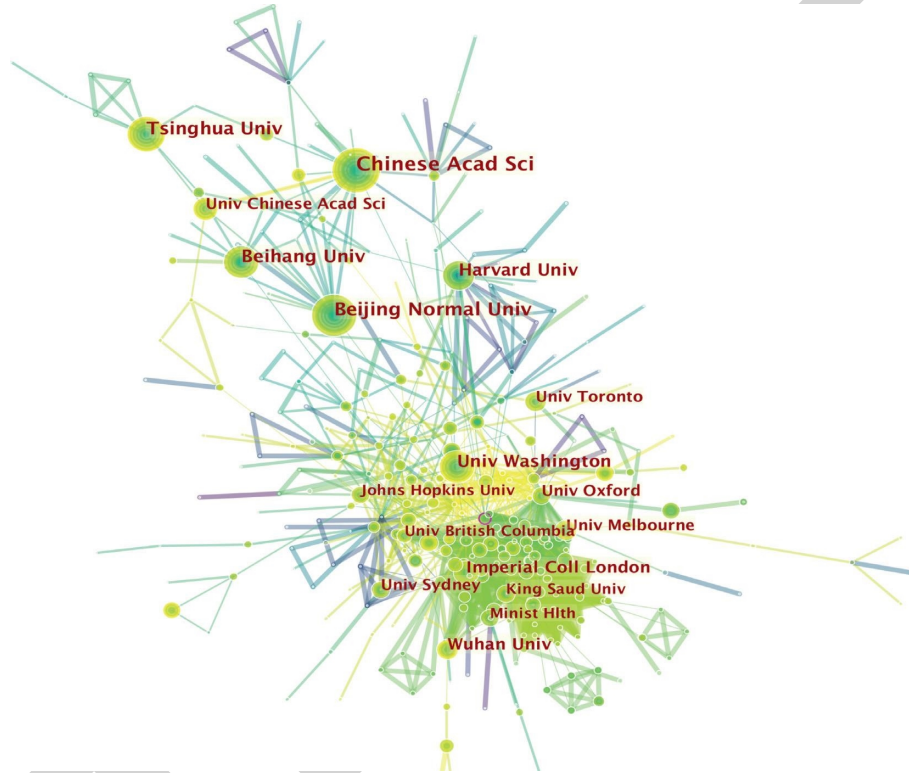 Tsinghua Univ
Chinese Acad Sci
Univ Chinese Acad Sci
Beihang Univ
Harvard Univ
Beijing Normal Univ
Univ Toronto
Univ Washington
Johns Hopkins Univ
Univ Oxford
Univ Melbourne
Univ British Columbia
Imperial Coll London
Univ Sydney
King Saud Univ
Minist Hlth
Wuhan Univ